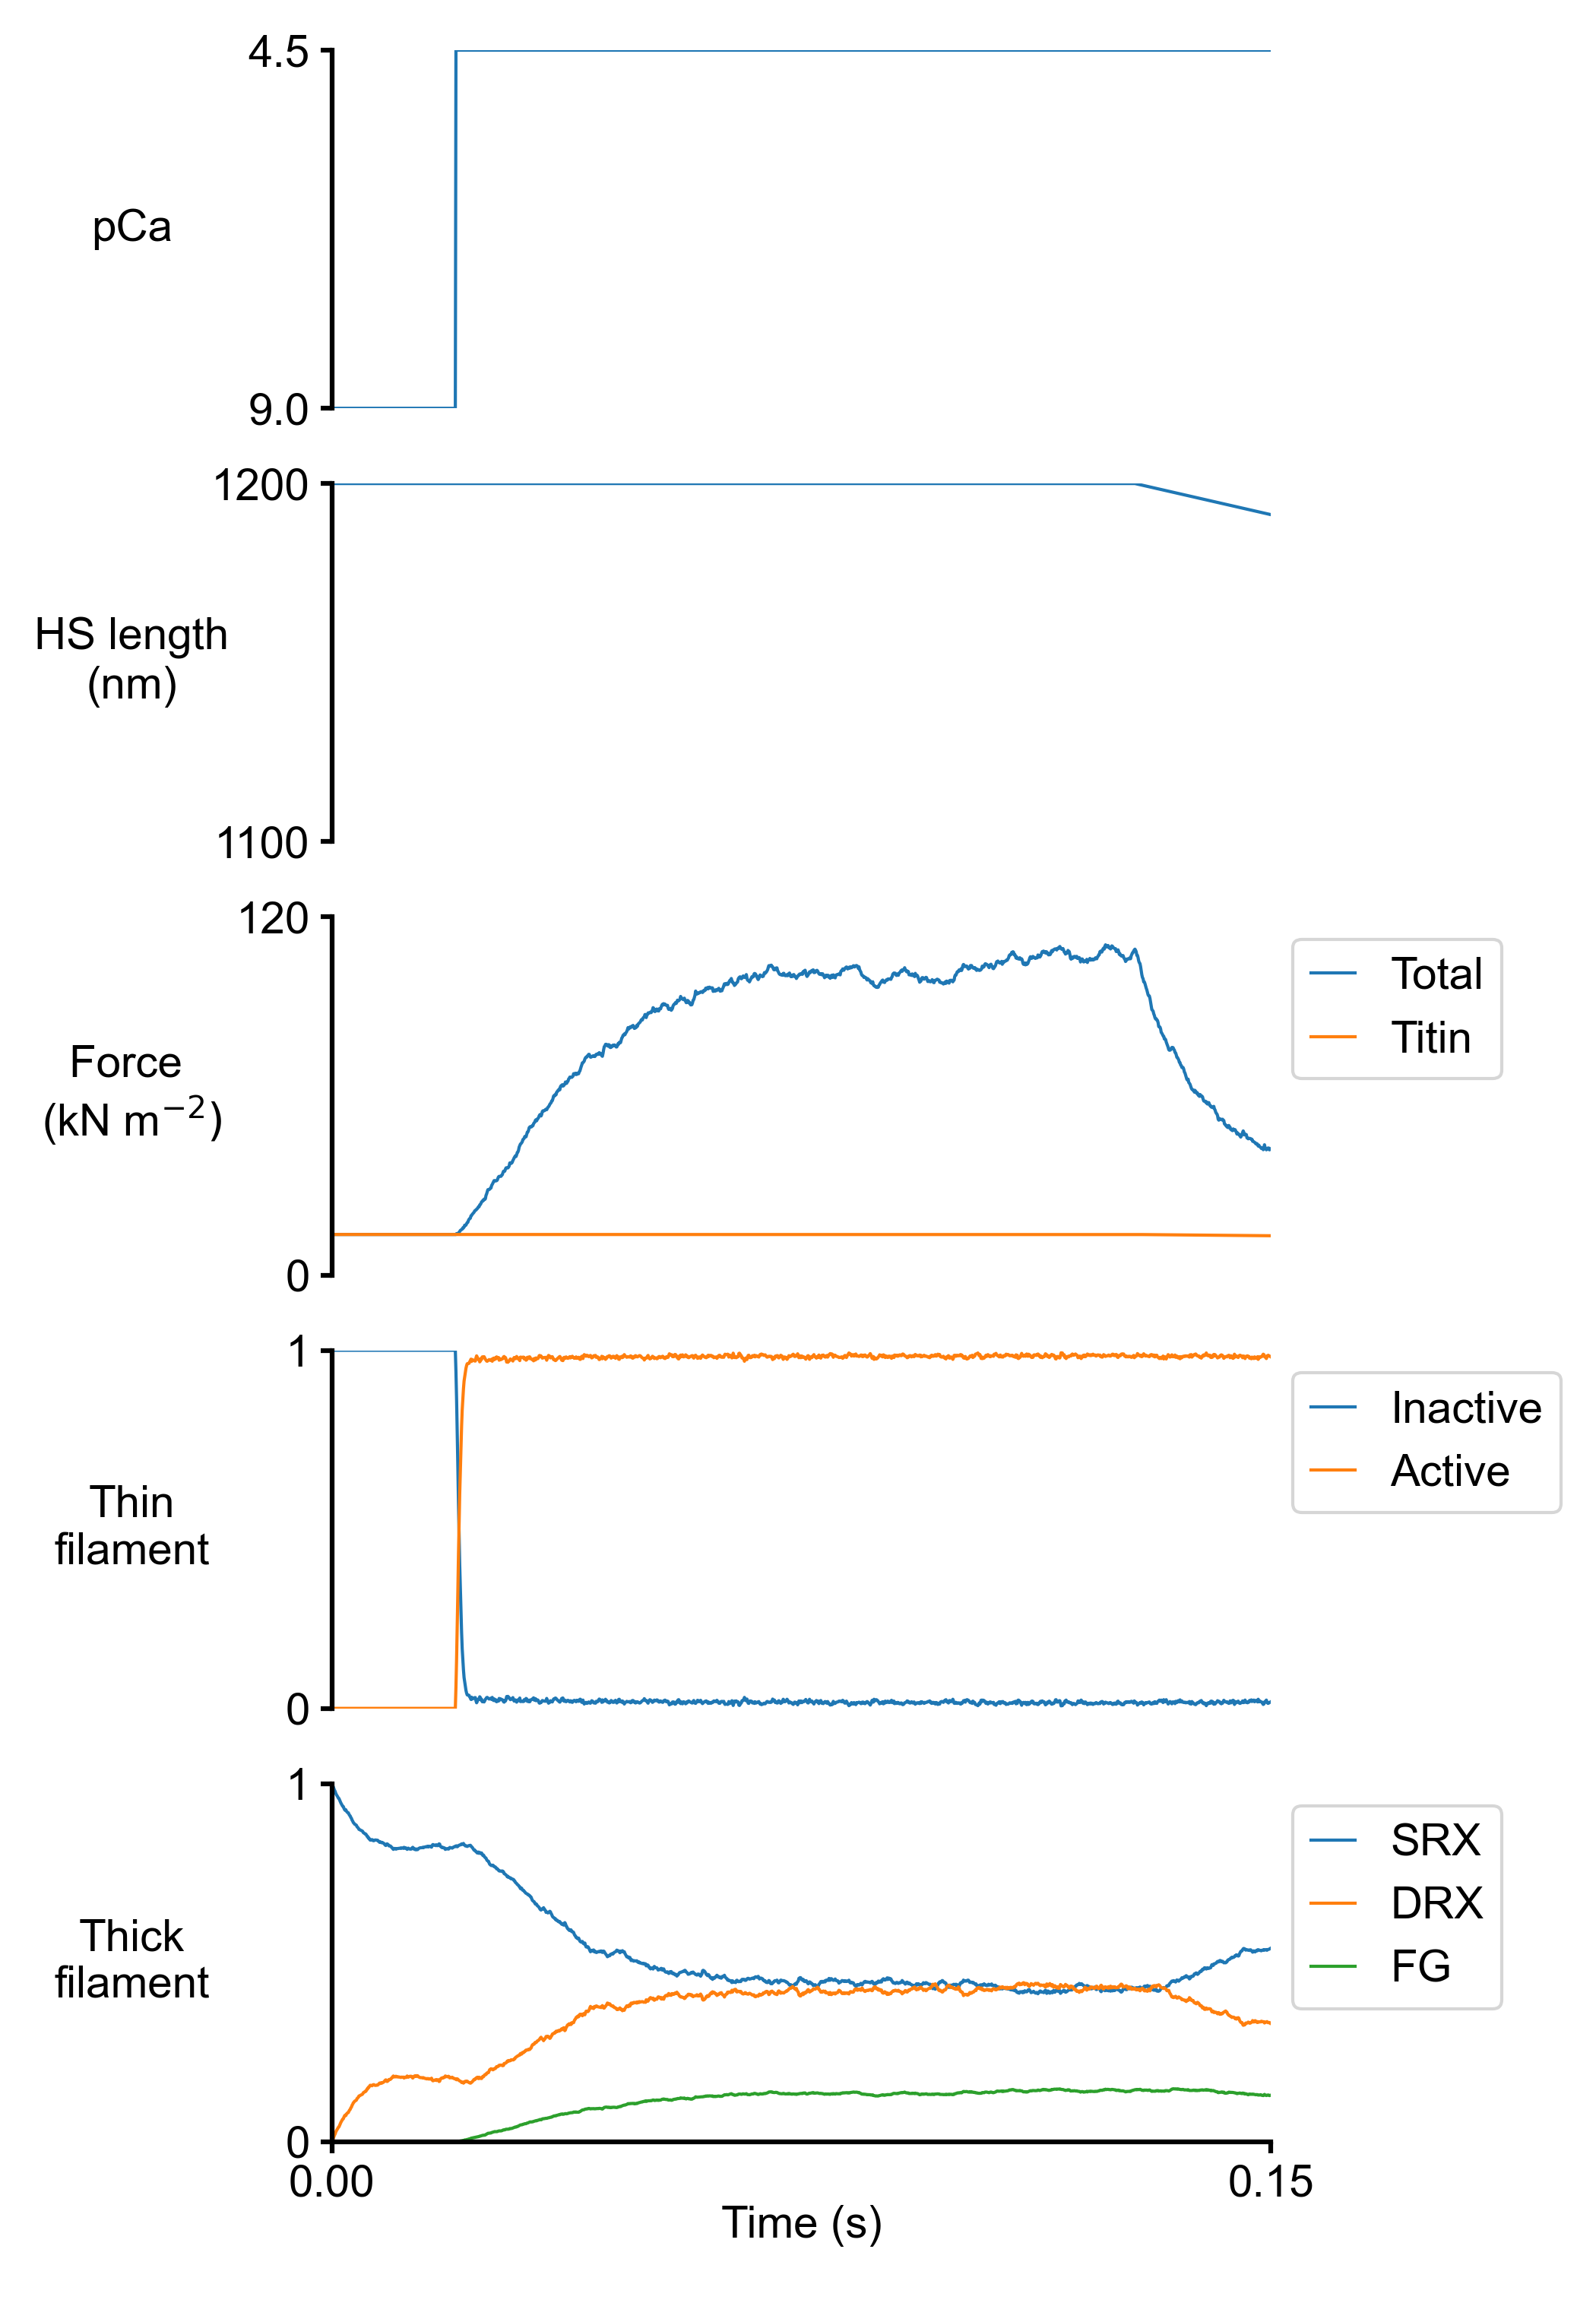 4.5
pCa
9.0
1200
HS length
(nm)
1100
120
Force
(kN m⁻²)
0
Total
Titin
1
Thin
filament
0
Inactive
Active
1
Thick
filament
0
SRX
DRX
FG
0.00
0.15
Time (s)